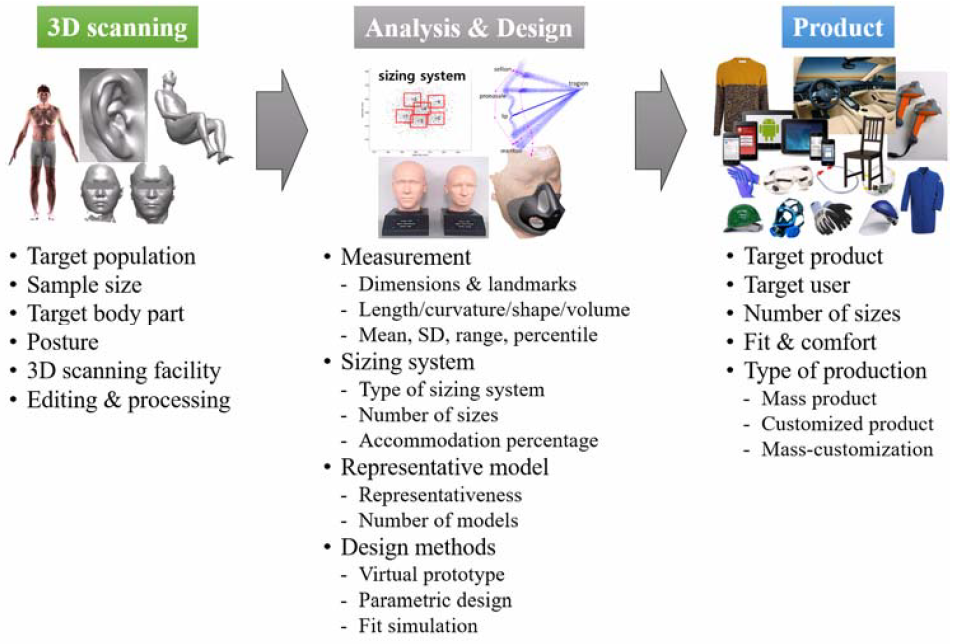 3D scanning
Analysis & Design
Product
sizing system
sellion
tragion
pronasale
lip
menton
• Target population
• Sample size
• Target body part
• Posture
• 3D scanning facility
• Editing & processing
• Measurement
- Dimensions & landmarks
- Length/curvature/shape/volume
- Mean, SD, range, percentile
• Sizing system
- Type of sizing system
- Number of sizes
- Accommodation percentage
• Representative model
- Representativeness
- Number of models
• Design methods
- Virtual prototype
- Parametric design
- Fit simulation
• Target product
• Target user
• Number of sizes
• Fit & comfort
• Type of production
- Mass product
- Customized product
- Mass-customization